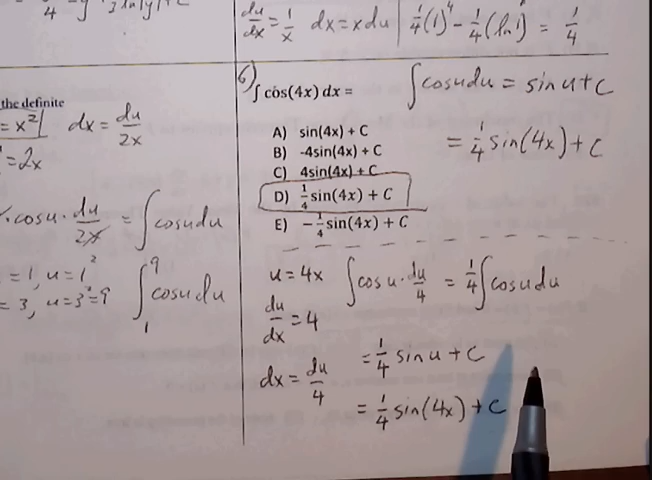 du/dx = 1/x dx = x du 1/4(1)^4 - 1/4(ln 1) = 1/4
the definite
= x^2 dx = du/2x
= 2x
cos u · du/2x = ∫cos u du
= 1, u = 1^2
= 3, u = 3^2 = 9
∫_1^9 cos u du
6)
∫ cos(4x) dx =
∫cos u du = sin u + C
= 1/4 sin(4x) + C
A) sin(4x) + C
B) -4sin(4x) + C
C) 4sin(4x) + C
D) 1/4 sin(4x) + C
E) -1/4 sin(4x) + C
u = 4x ∫cos u · du/4 = 1/4 ∫cos u du
du/dx = 4
= 1/4 sin u + C
dx = du/4
= 1/4 sin(4x) + C